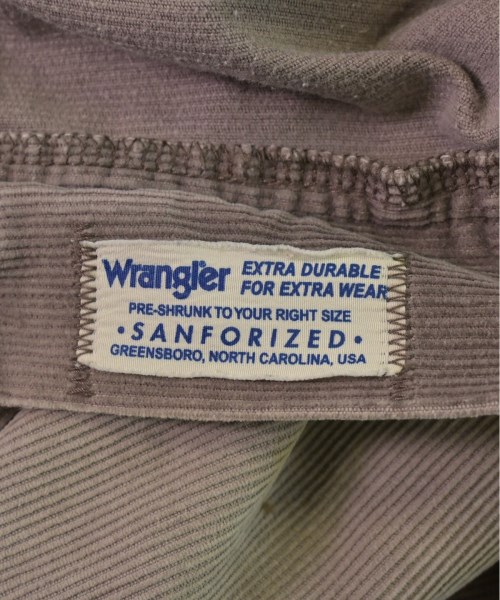 Wrangler EXTRA DURABLE
FOR EXTRA WEAR
PRE-SHRUNK TO YOUR RIGHT SIZE
• SANFORIZED •
GREENSBORO, NORTH CAROLINA, USA